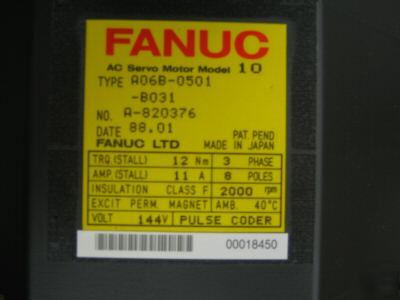 FANUC
AC Servo Motor Model 10
TYPE A06B-0501
-B031
NO. A-820376
DATE 88.01
PAT. PEND
FANUC LTD MADE IN JAPAN
TRQ.(STALL) 12 Nm 3 PHASE
AMP.(STALL) 11 A 8 POLES
INSULATION CLASS F 2000 rpm
EXCIT PERM. MAGNET AMB. 40°C
VOLT 144V PULSE CODER
00018450